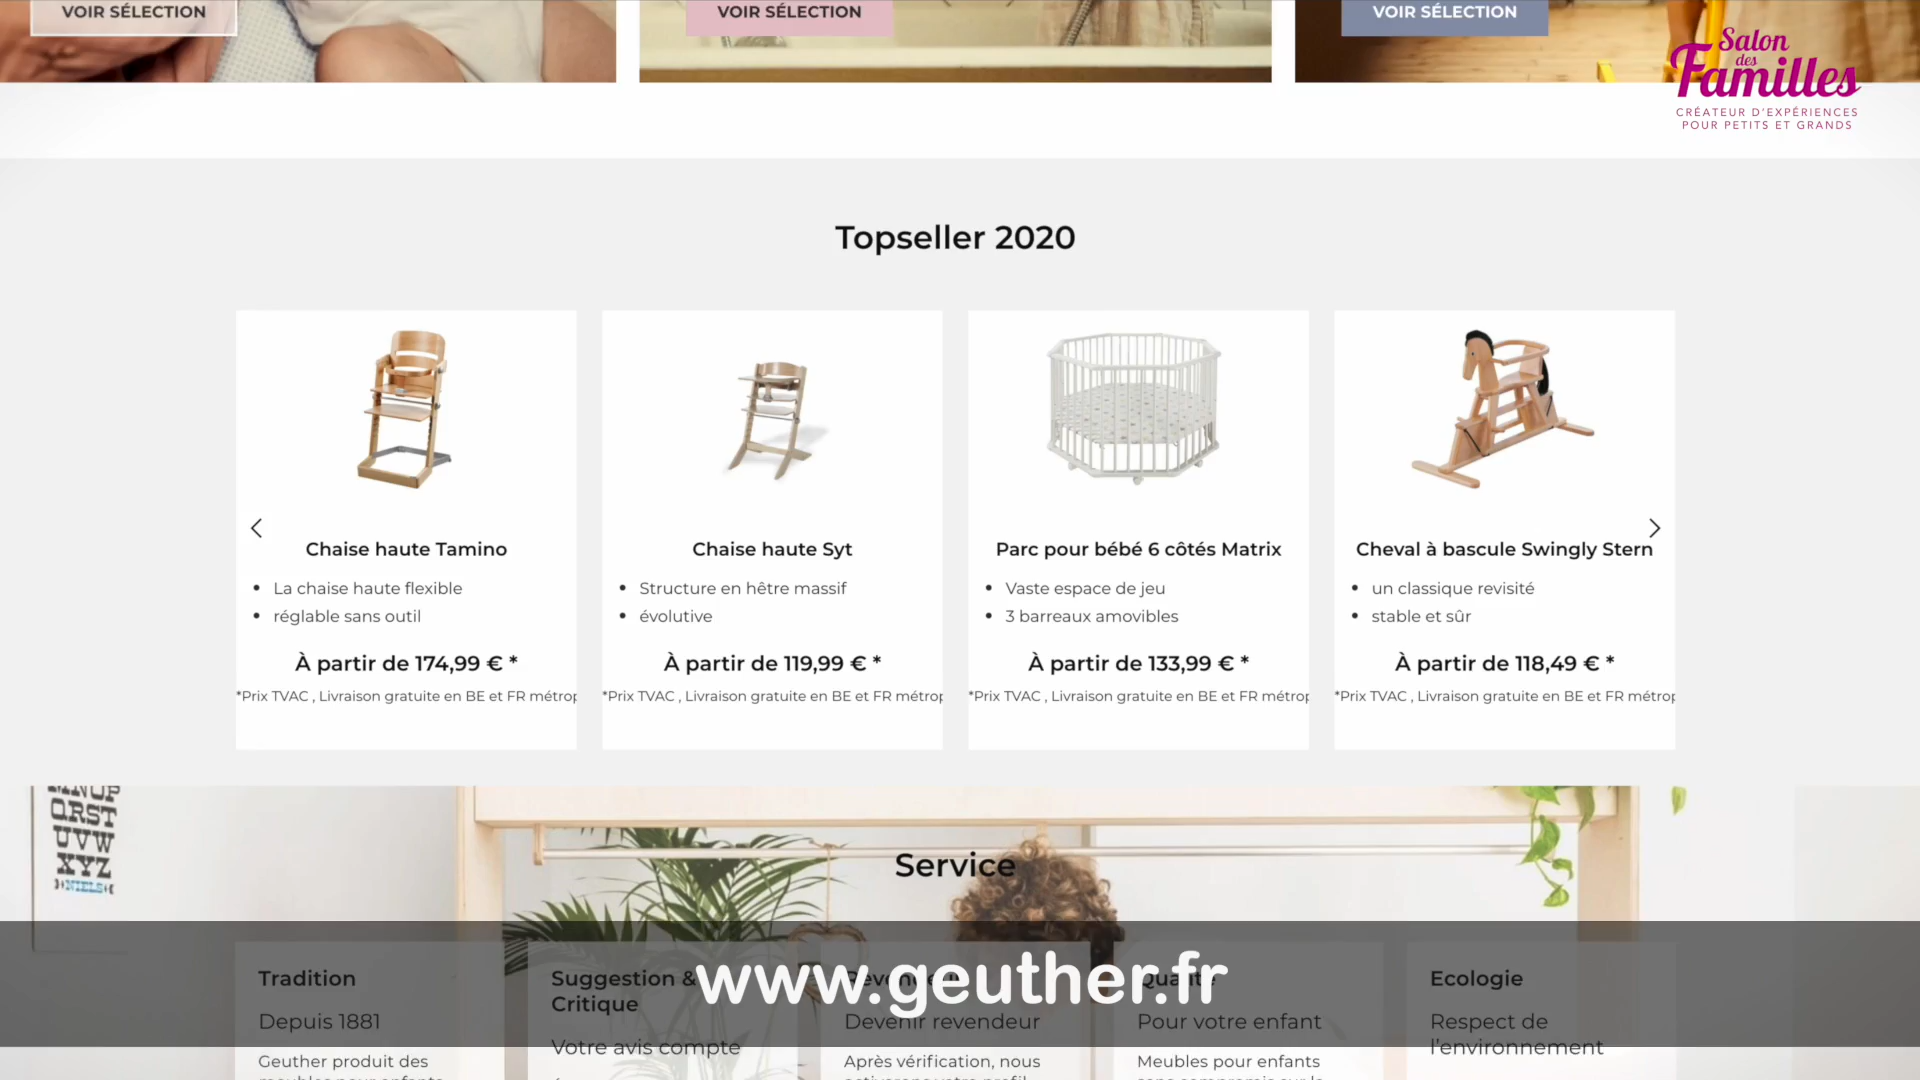 VOIR SÉLECTION
VOIR SÉLECTION
VOIR SÉLECTION
Salon
des
Familles
CRÉATEUR D'EXPÉRIENCES
POUR PETITS ET GRANDS
Topseller 2020
Chaise haute Tamino
• La chaise haute flexible
• réglable sans outil
À partir de 174,99 € *
*Prix TVAC , Livraison gratuite en BE et FR métrop
Chaise haute Syt
• Structure en hêtre massif
• évolutive
À partir de 119,99 € *
*Prix TVAC , Livraison gratuite en BE et FR métrop
Parc pour bébé 6 côtés Matrix
• Vaste espace de jeu
• 3 barreaux amovibles
À partir de 133,99 € *
*Prix TVAC , Livraison gratuite en BE et FR métrop
Cheval à bascule Swingly Stern
• un classique revisité
• stable et sûr
À partir de 118,49 € *
*Prix TVAC , Livraison gratuite en BE et FR métrop
QRST
UVW
XYZ
NIELS
Service
www.geuther.fr
Tradition
Depuis 1881
Geuther produit des
Suggestion &
Critique
Votre avis compte
Devenir revendeur
Après vérification, nous
Pour votre enfant
Meubles pour enfants
Ecologie
Respect de
l'environnement